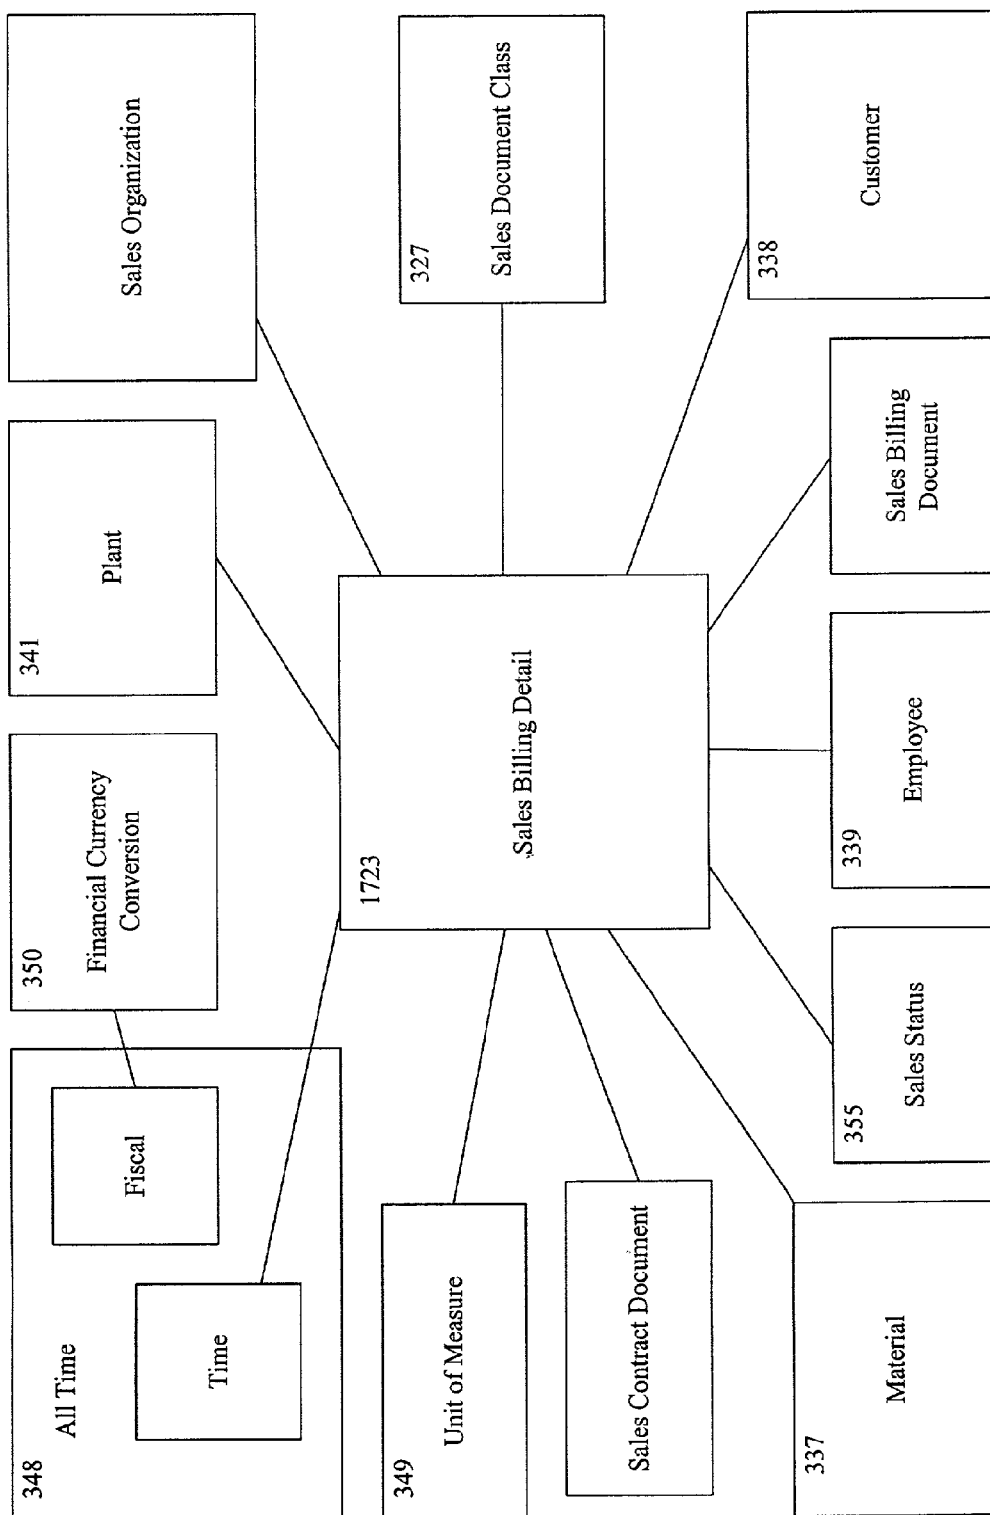 348
All Time
Fiscal
Time
350
Financial Currency
Conversion
341
Plant
Sales Organization
349
Unit of Measure
Sales Contract Document
1723
Sales Billing Detail
327
Sales Document Class
337
Material
355
Sales Status
339
Employee
Sales Billing
Document
338
Customer